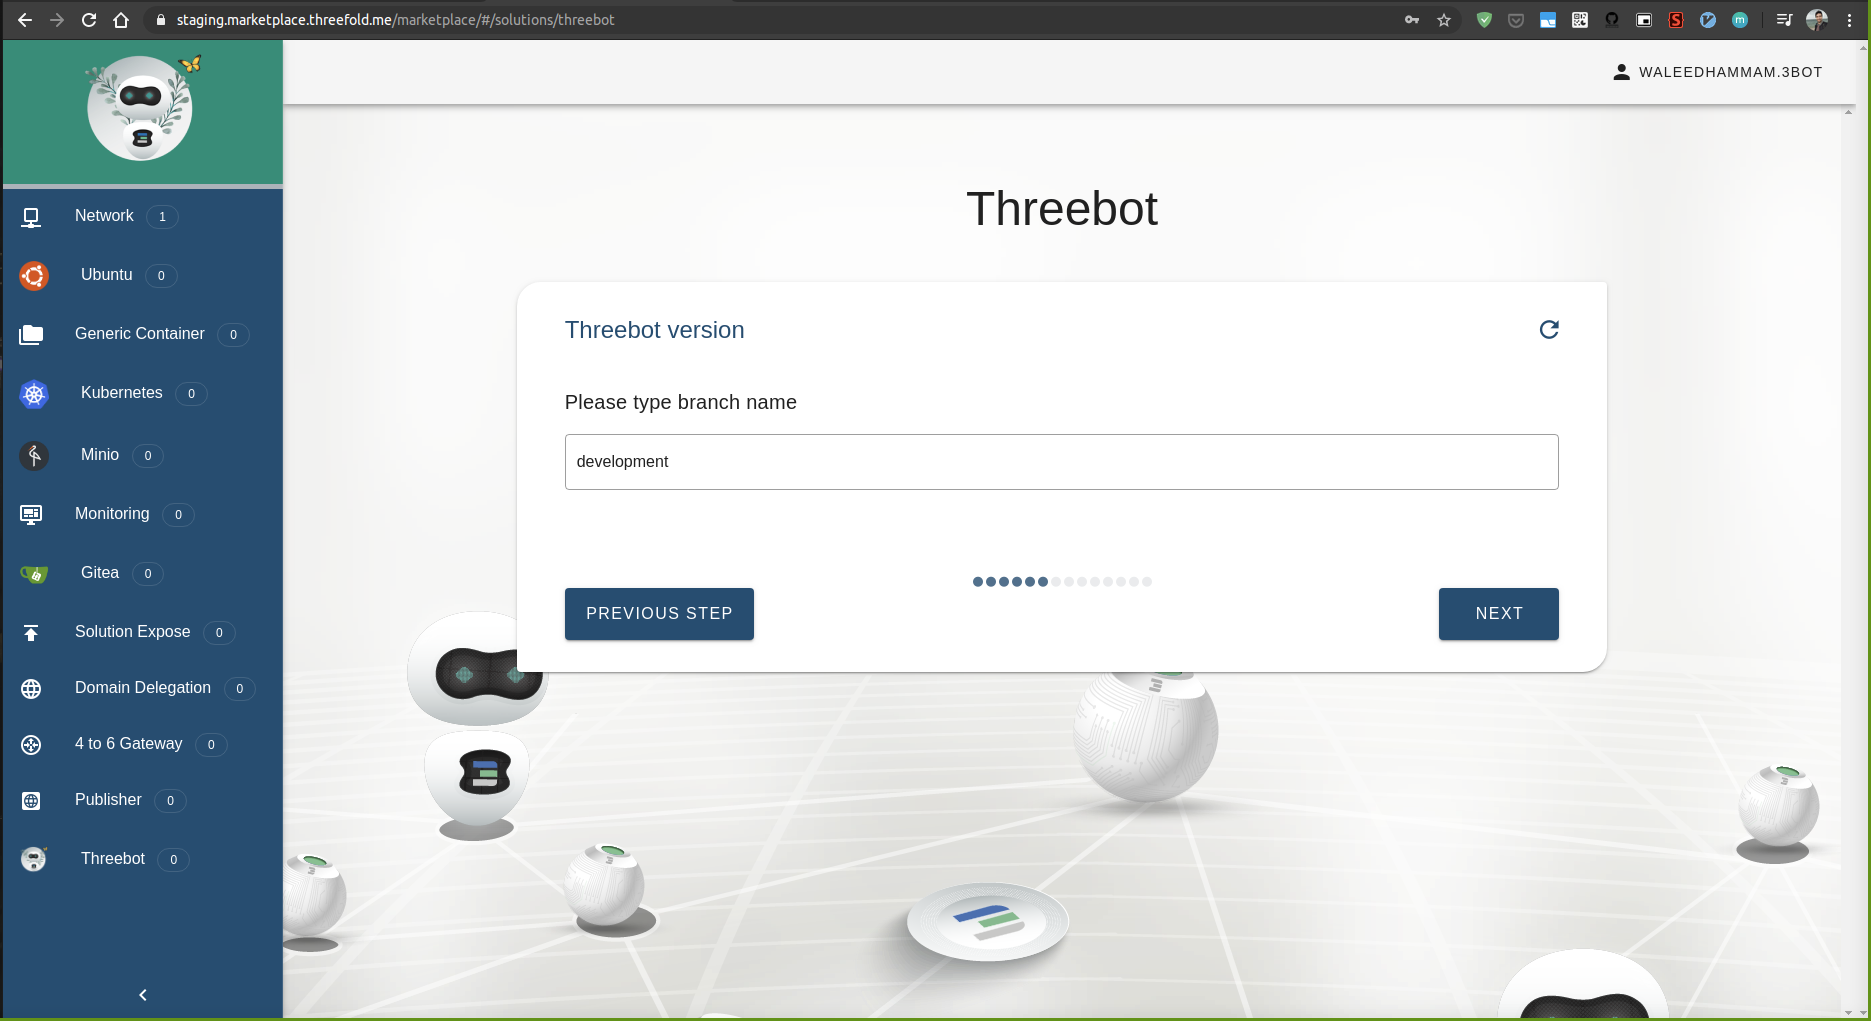 staging.marketplace.threefold.me/marketplace/#/solutions/threebot
WALEEDHAMMAM.3BOT
Network 1
Ubuntu 0
Generic Container 0
Kubernetes 0
Minio 0
Monitoring 0
Gitea 0
Solution Expose 0
Domain Delegation 0
4 to 6 Gateway 0
Publisher 0
Threebot 0
Threebot
Threebot version
Please type branch name
development
PREVIOUS STEP
NEXT